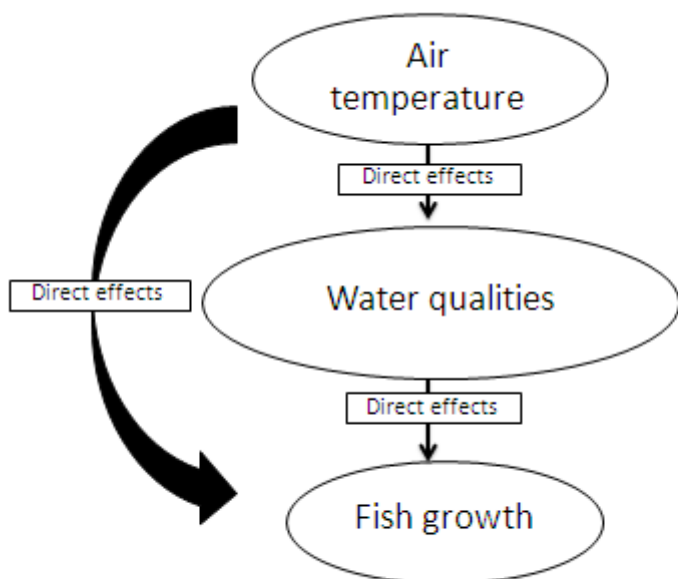 Air
temperature
Direct effects
Water qualities
Direct effects
Direct effects
Fish growth